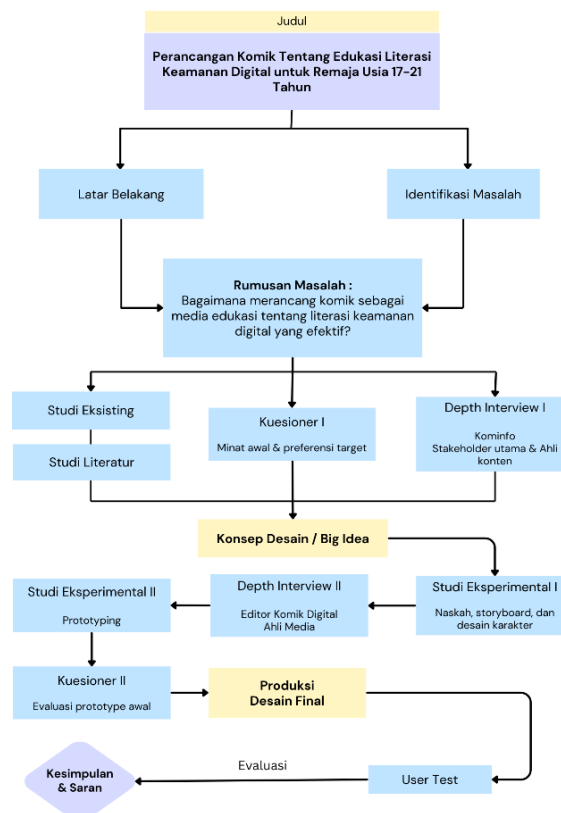 Judul
Perancangan Komik Tentang Edukasi Literasi
Keamanan Digital untuk Remaja Usia 17-21
Tahun
Latar Belakang
Identifikasi Masalah
Rumusan Masalah :
Bagaimana merancang komik sebagai
media edukasi tentang literasi keamanan
digital yang efektif?
Studi Eksisting
Studi Literatur
Kuesioner I
Minat awal & preferensi target
Depth Interview I
Kominfo
Stakeholder utama & Ahli
konten
Konsep Desain / Big Idea
Studi Eksperimental I
Naskah, storyboard, dan
desain karakter
Depth Interview II
Editor Komik Digital
Ahli Media
Studi Eksperimental II
Prototyping
Kuesioner II
Evaluasi prototype awal
Produksi
Desain Final
User Test
Evaluasi
Kesimpulan
& Saran